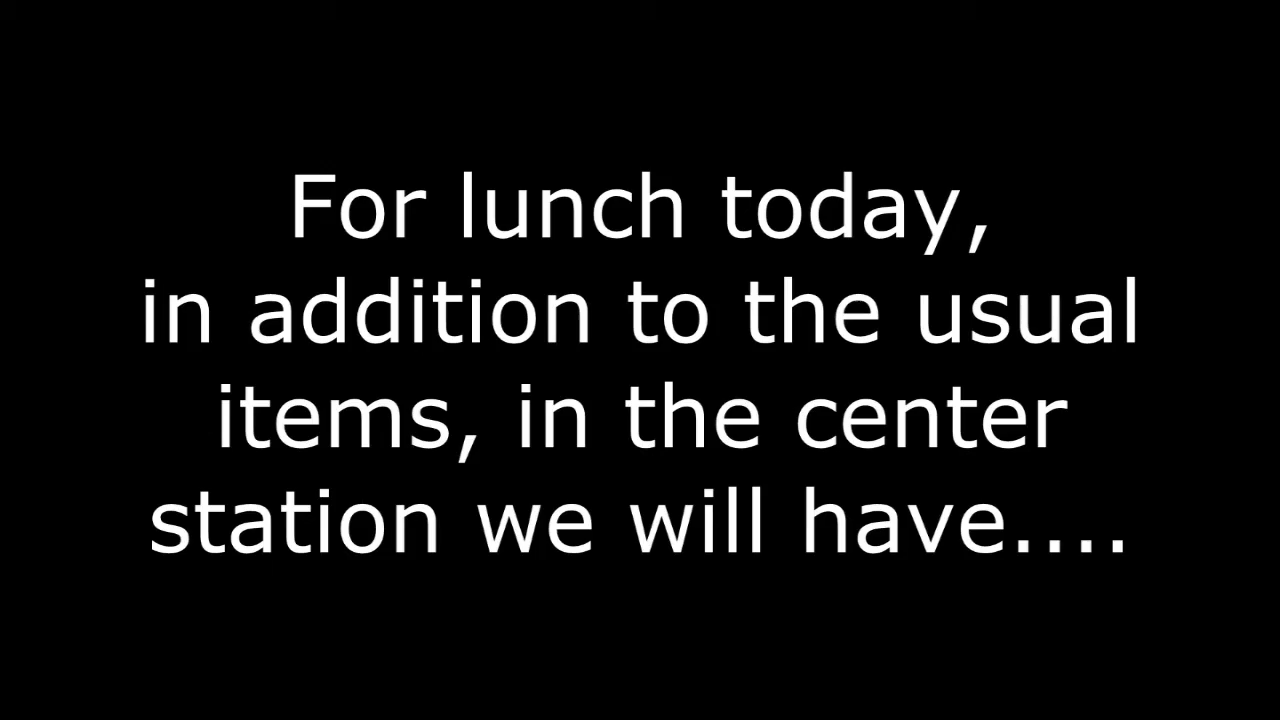 For lunch today,
in addition to the usual
items, in the center
station we will have....